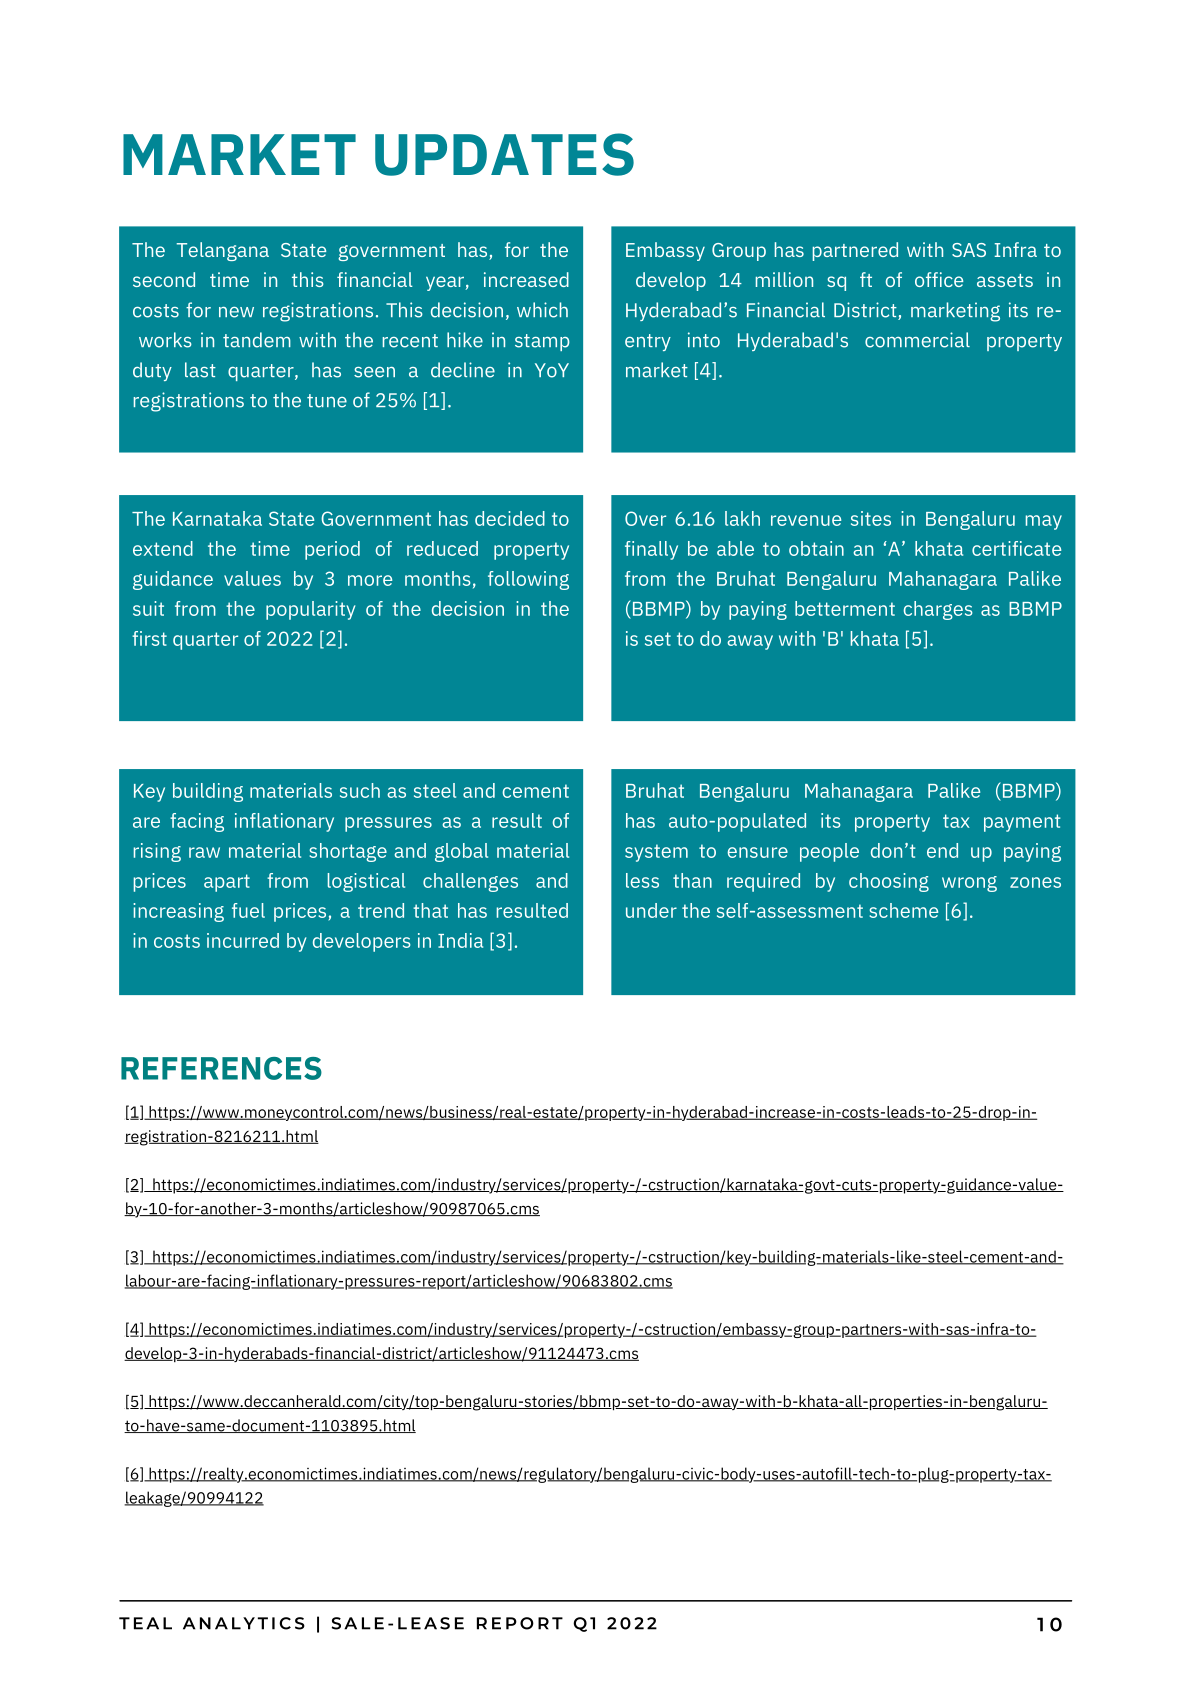 MARKET UPDATES
The Telangana State government has, for the
second time in this financial year, increased
costs for new registrations. This decision, which
works in tandem with the recent hike in stamp
duty last quarter, has seen a decline in YoY
registrations to the tune of 25% [1].
Embassy Group has partnered with SAS Infra to
develop 14 million sq ft of office assets in
Hyderabad’s Financial District, marketing its re-
entry into Hyderabad's commercial property
market [4].
The Karnataka State Government has decided to
extend the time period of reduced property
guidance values by 3 more months, following
suit from the popularity of the decision in the
first quarter of 2022 [2].
Over 6.16 lakh revenue sites in Bengaluru may
finally be able to obtain an ‘A’ khata certificate
from the Bruhat Bengaluru Mahanagara Palike
(BBMP) by paying betterment charges as BBMP
is set to do away with 'B' khata [5].
Key building materials such as steel and cement
are facing inflationary pressures as a result of
rising raw material shortage and global material
prices apart from logistical challenges and
increasing fuel prices, a trend that has resulted
in costs incurred by developers in India [3].
Bruhat Bengaluru Mahanagara Palike (BBMP)
has auto-populated its property tax payment
system to ensure people don’t end up paying
less than required by choosing wrong zones
under the self-assessment scheme [6].
REFERENCES
[1] https://www.moneycontrol.com/news/business/real-estate/property-in-hyderabad-increase-in-costs-leads-to-25-drop-in-
registration-8216211.html
[2]  https://economictimes.indiatimes.com/industry/services/property-/-cstruction/karnataka-govt-cuts-property-guidance-value-
by-10-for-another-3-months/articleshow/90987065.cms
[3]  https://economictimes.indiatimes.com/industry/services/property-/-cstruction/key-building-materials-like-steel-cement-and-
labour-are-facing-inflationary-pressures-report/articleshow/90683802.cms
[4] https://economictimes.indiatimes.com/industry/services/property-/-cstruction/embassy-group-partners-with-sas-infra-to-
develop-3-in-hyderabads-financial-district/articleshow/91124473.cms
[5] https://www.deccanherald.com/city/top-bengaluru-stories/bbmp-set-to-do-away-with-b-khata-all-properties-in-bengaluru-
to-have-same-document-1103895.html
[6] https://realty.economictimes.indiatimes.com/news/regulatory/bengaluru-civic-body-uses-autofill-tech-to-plug-property-tax-
leakage/90994122
TEAL ANALYTICS | SALE-LEASE REPORT Q1 2022
10